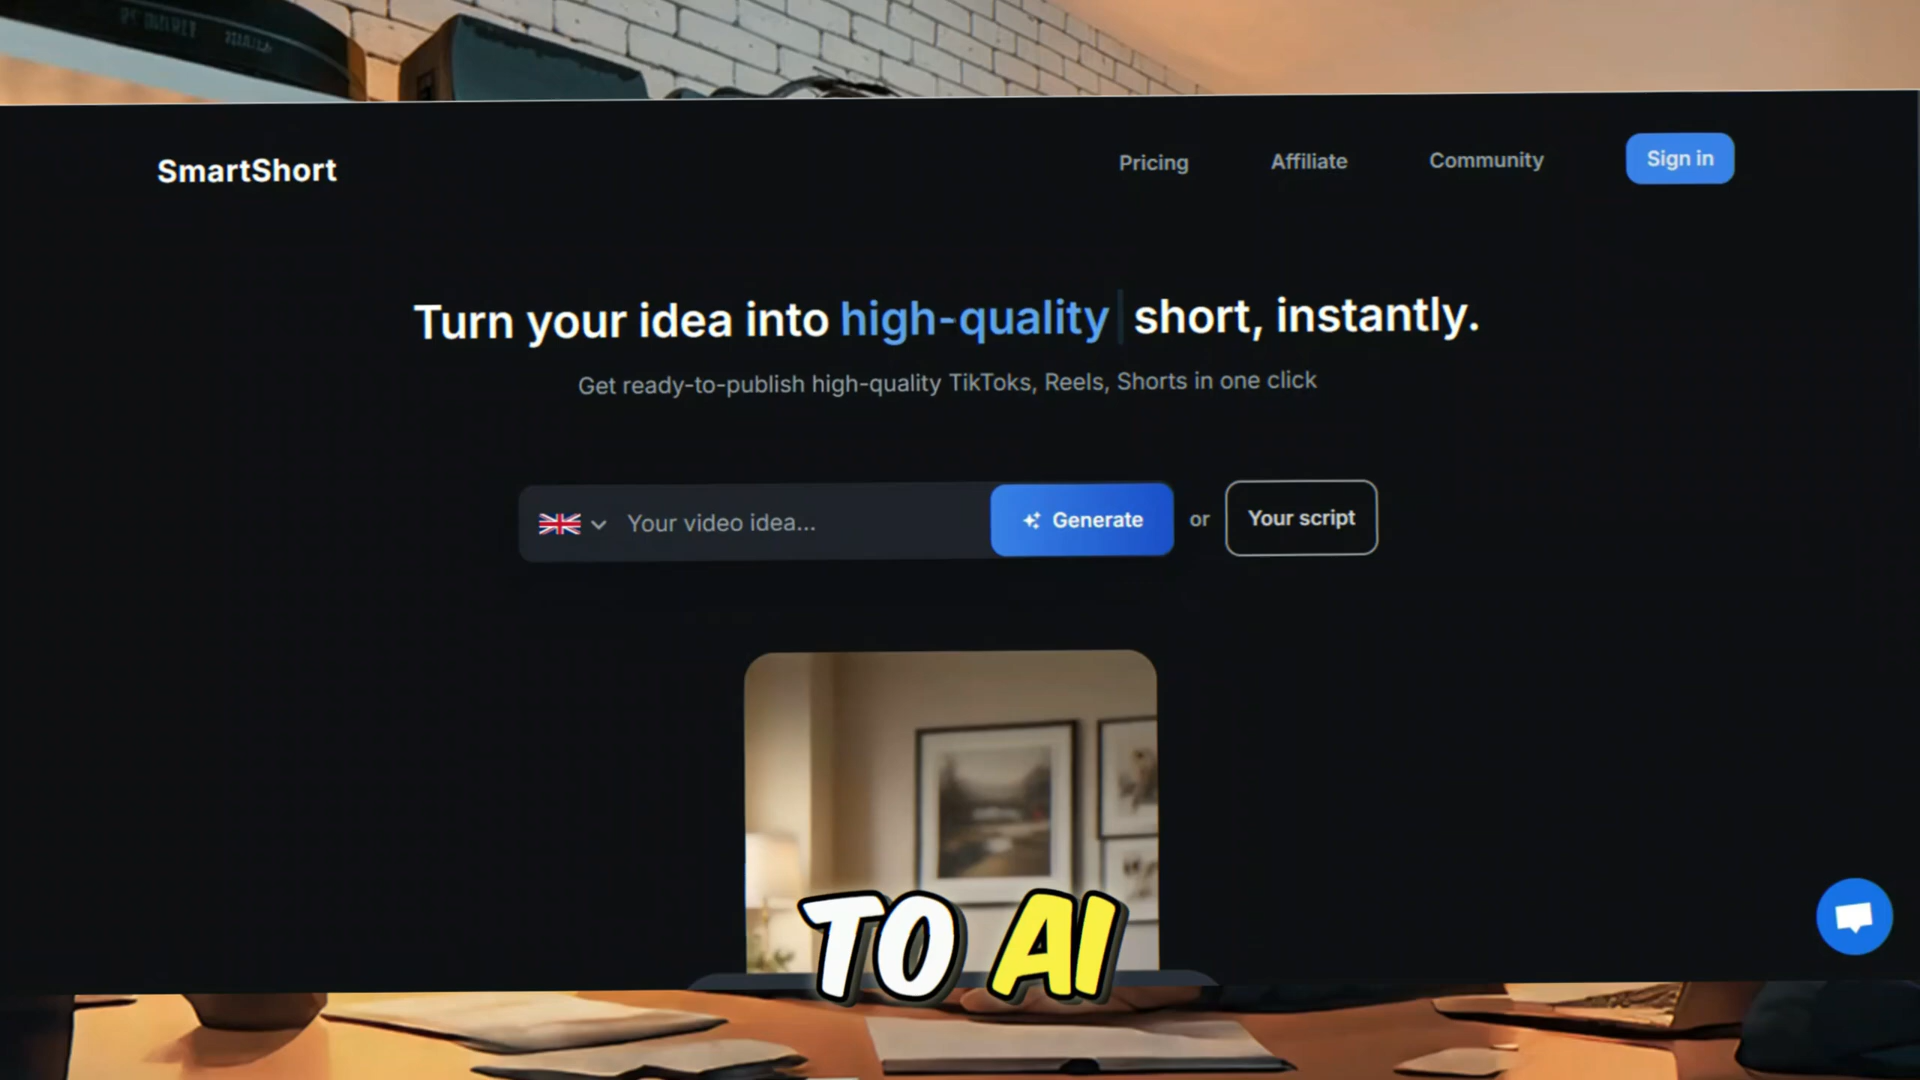 SmartShort
Pricing
Affiliate
Community
Sign in
Turn your idea into high-quality short, instantly.
Get ready-to-publish high-quality TikToks, Reels, Shorts in one click
Your video idea...
Generate
or
Your script
TO AI